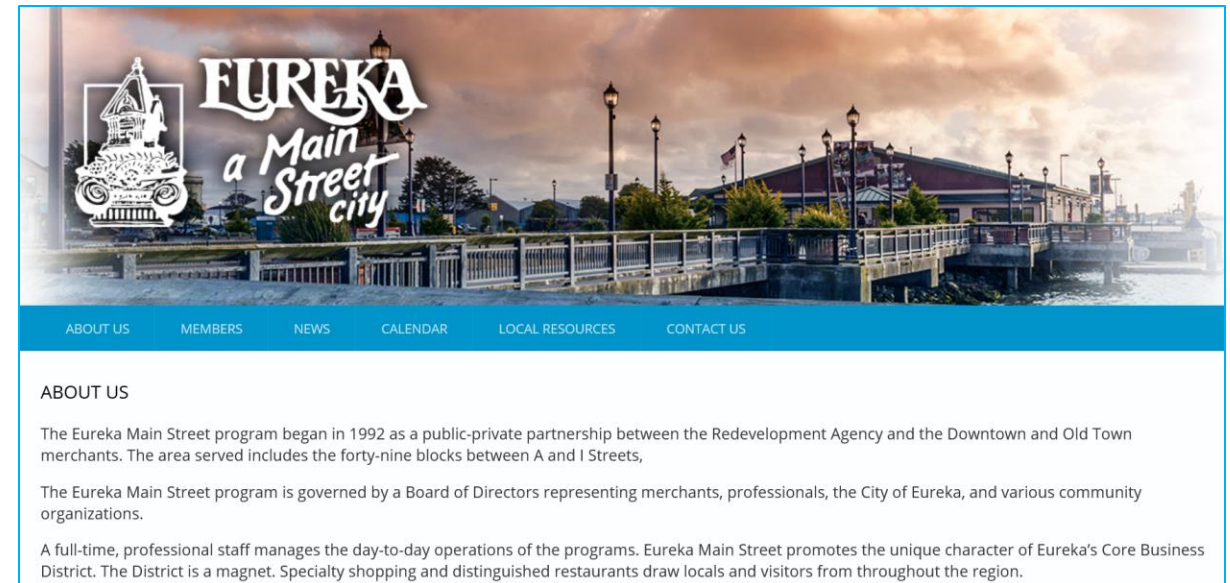 EUREKA
a Main
Street
city
ABOUT US MEMBERS NEWS CALENDAR LOCAL RESOURCES CONTACT US
ABOUT US
The Eureka Main Street program began in 1992 as a public-private partnership between the Redevelopment Agency and the Downtown and Old Town
merchants. The area served includes the forty-nine blocks between A and I Streets,
The Eureka Main Street program is governed by a Board of Directors representing merchants, professionals, the City of Eureka, and various community
organizations.
A full-time, professional staff manages the day-to-day operations of the programs. Eureka Main Street promotes the unique character of Eureka’s Core Business
District. The District is a magnet. Specialty shopping and distinguished restaurants draw locals and visitors from throughout the region.